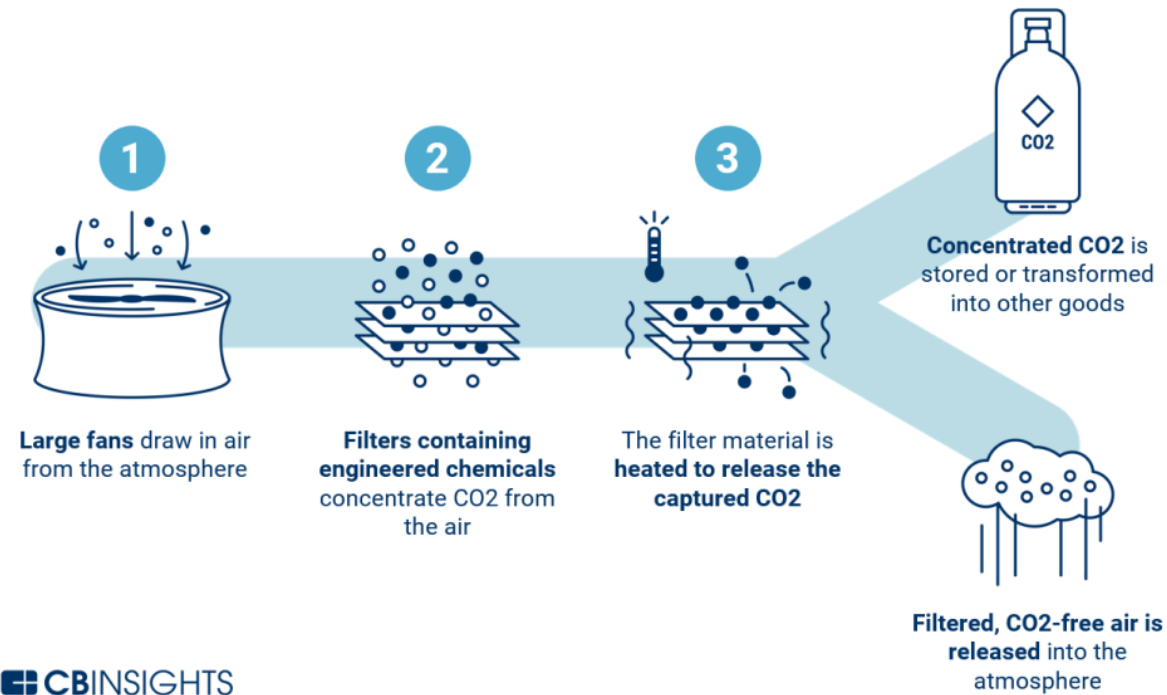 1
2
3
CO2
Large fans draw in air
from the atmosphere
Filters containing
engineered chemicals
concentrate CO2 from
the air
The filter material is
heated to release the
captured CO2
Concentrated CO2 is
stored or transformed
into other goods
Filtered, CO2-free air is
released into the
atmosphere
CBINSIGHTS